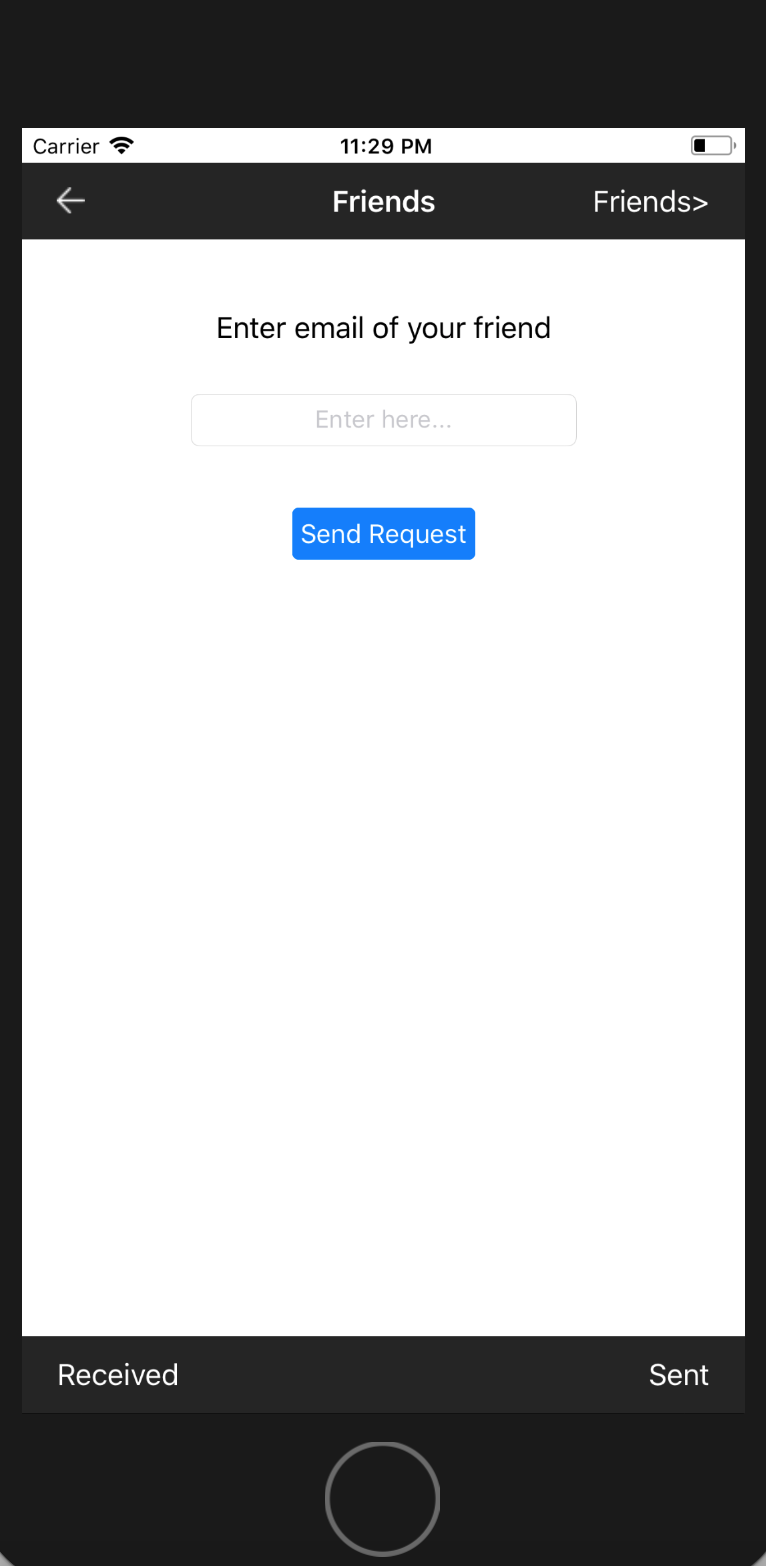 Carrier
11:29 PM
Friends
Friends>
Enter email of your friend
Enter here...
Send Request
Received
Sent